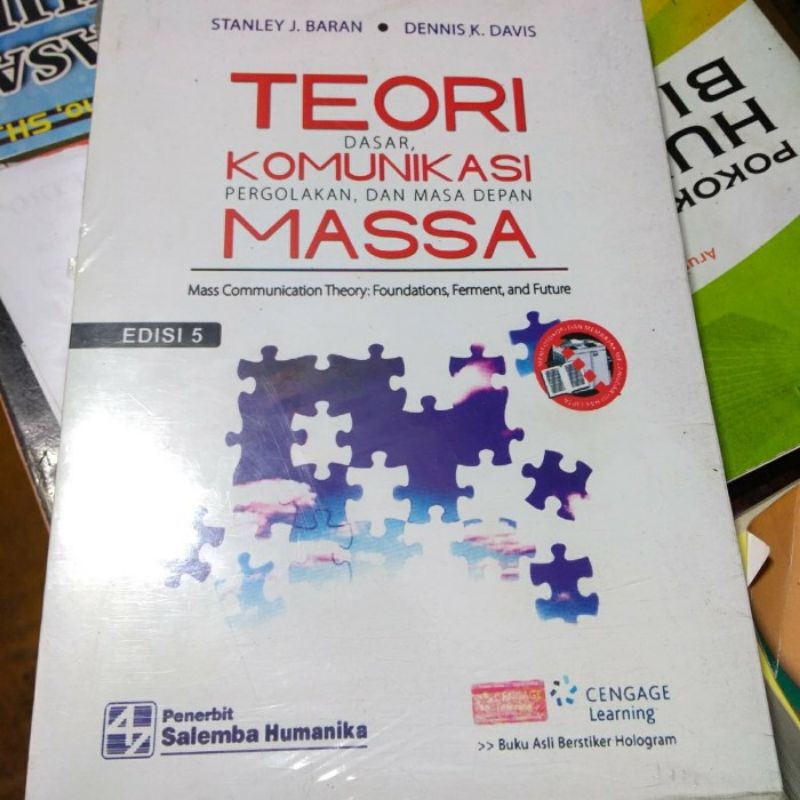 STANLEY J. BARAN • DENNIS K. DAVIS
TEORI
DASAR,
KOMUNIKASI
PERGOLAKAN, DAN MASA DEPAN
MASSA
Mass Communication Theory: Foundations, Ferment, and Future
EDISI 5
Penerbit
Salemba Humanika
CENGAGE
Learning
>> Buku Asli Berstiker Hologram
POKOK
HU
BI